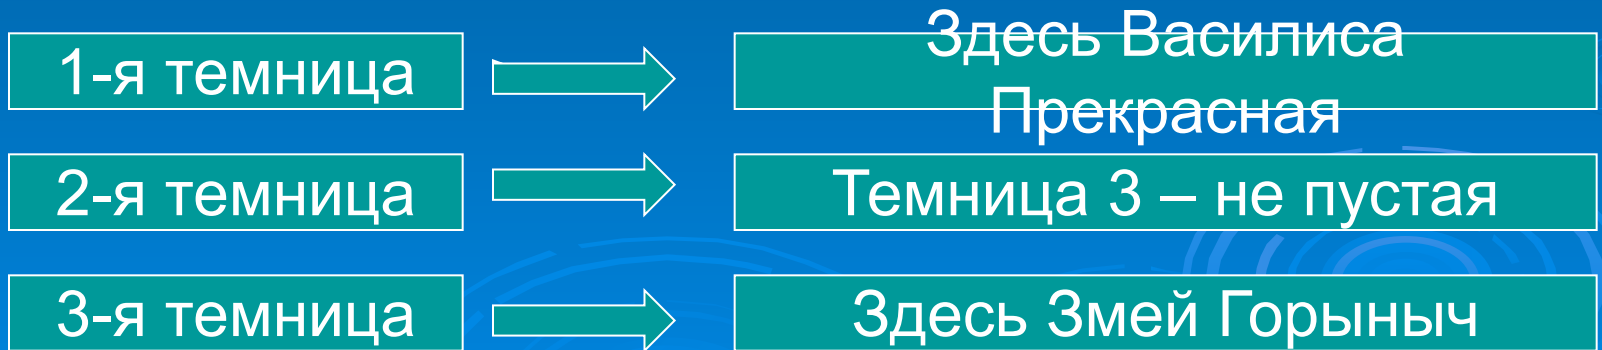 1-я темница
Здесь Василиса
Прекрасная
2-я темница
Темница 3 – не пустая
3-я темница
Здесь Змей Горыныч